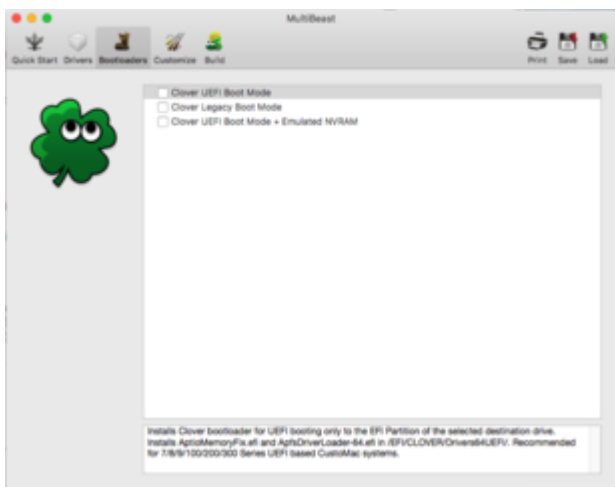 MultiBeast
Quick Start Drivers Bootloaders Customize Build Print Save Load
Clover UEFI Boot Mode
Clover Legacy Boot Mode
Clover UEFI Boot Mode + Emulated NVRAM
Installs Clover bootloader for UEFI booting only to the EFI Partition of the selected destination drive.
Installs AptioMemoryFix.efi and ApfsDriverLoader-64.efi in /EFI/CLOVER/Drivers64UEFI/. Recommended
for 7/8/9/100/200/300 Series UEFI based CustoMac systems.